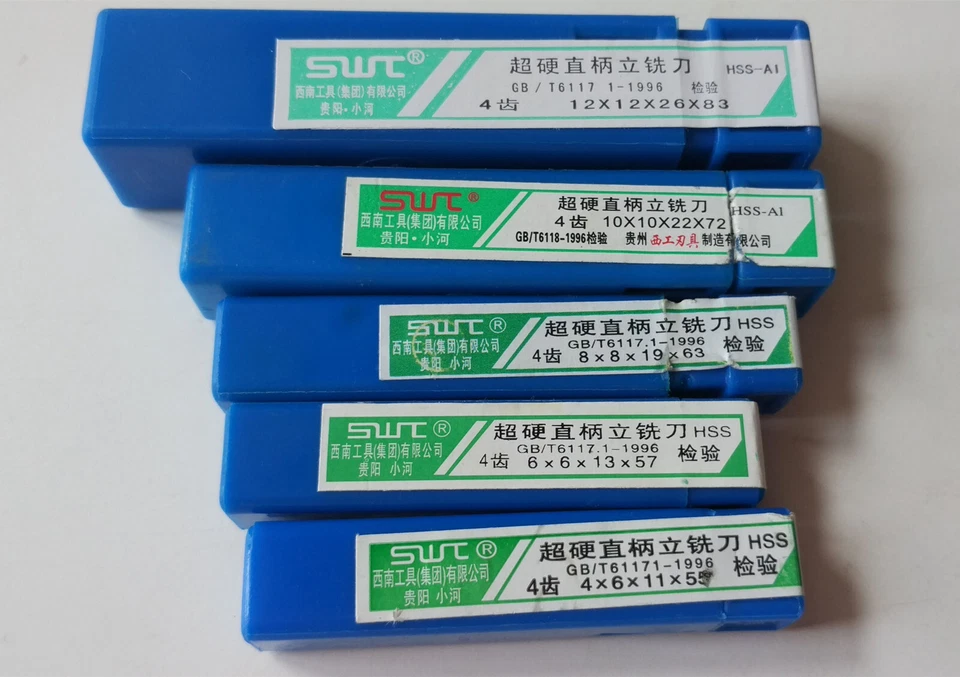 SWT®
西南工具(集团)有限公司
贵阳·小河
超硬直柄立铣刀 HSS-Al
GB/T6117 1-1996 检验
4齿 12X12X26X83
SWT®
西南工具(集团)有限公司
贵阳·小河
超硬直柄立铣刀 HSS-Al
4齿 10X10X22X72
GB/T6118-1996检验 贵州 西工刃具 制造有限公司
SWT®
西南工具(集团)有限公司
贵阳 小河
超硬直柄立铣刀 HSS
GB/T6117.1-1996 检验
4齿 8×8×19×63
SWT®
西南工具(集团)有限公司
贵阳 小河
超硬直柄立铣刀 HSS
GB/T6117.1-1996 检验
4齿 6×6×13×57
SWT®
西南工具(集团)有限公司
贵阳 小河
超硬直柄立铣刀 HSS
GB/T61171-1996 检验
4齿 4×6×11×55